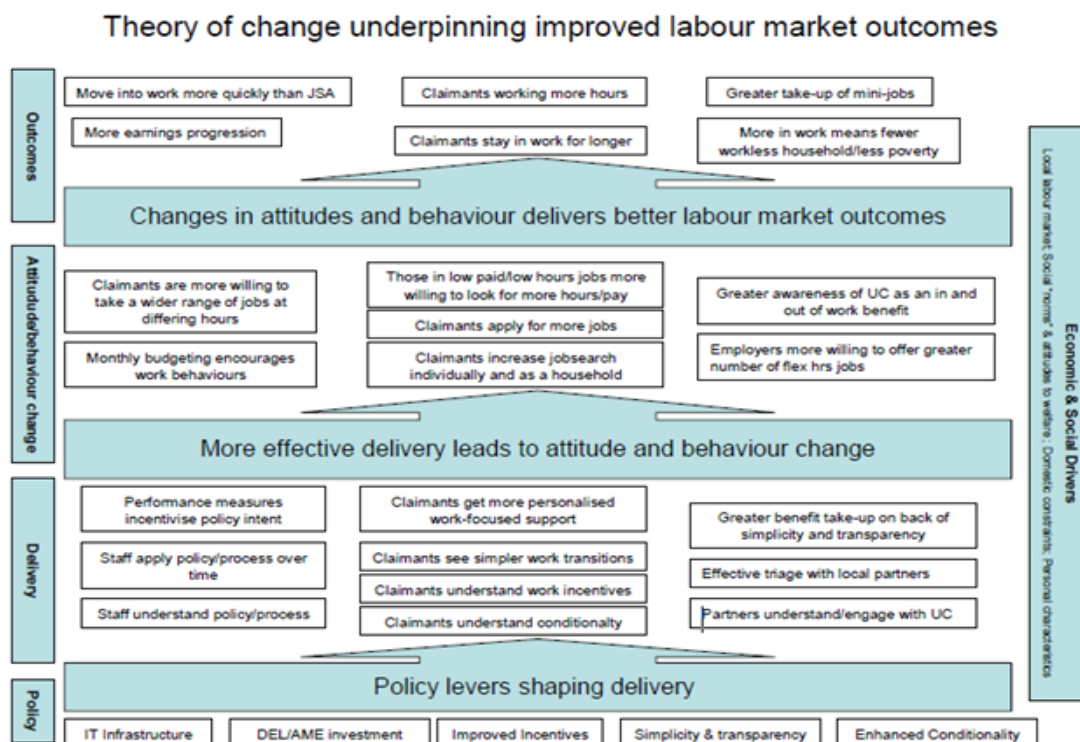 Theory of change underpinning improved labour market outcomes
Outcomes
Move into work more quickly than JSA
Claimants working more hours
Greater take-up of mini-jobs
More earnings progression
Claimants stay in work for longer
More in work means fewer
workless household/less poverty
Changes in attitudes and behaviour delivers better labour market outcomes
Attitude/behaviour change
Claimants are more willing to
take a wider range of jobs at
differing hours
Monthly budgeting encourages
work behaviours
Those in low paid/low hours jobs more
willing to look for more hours/pay
Claimants apply for more jobs
Claimants increase jobsearch
individually and as a household
Greater awareness of UC as an in and
out of work benefit
Employers more willing to offer greater
number of flex hrs jobs
More effective delivery leads to attitude and behaviour change
Delivery
Performance measures
incentivise policy intent
Staff apply policy/process over
time
Staff understand policy/process
Claimants get more personalised
work-focused support
Claimants see simpler work transitions
Claimants understand work incentives
Claimants understand conditionalty
Greater benefit take-up on back of
simplicity and transparency
Effective triage with local partners
Partners understand/engage with UC
Policy levers shaping delivery
Policy
IT Infrastructure
DEL/AME investment
Improved Incentives
Simplicity & transparency
Enhanced Conditionality
Economic & Social Drivers
Local labour market; Social "norms" & attitudes to welfare ; Domestic constraints; Personal characteristics